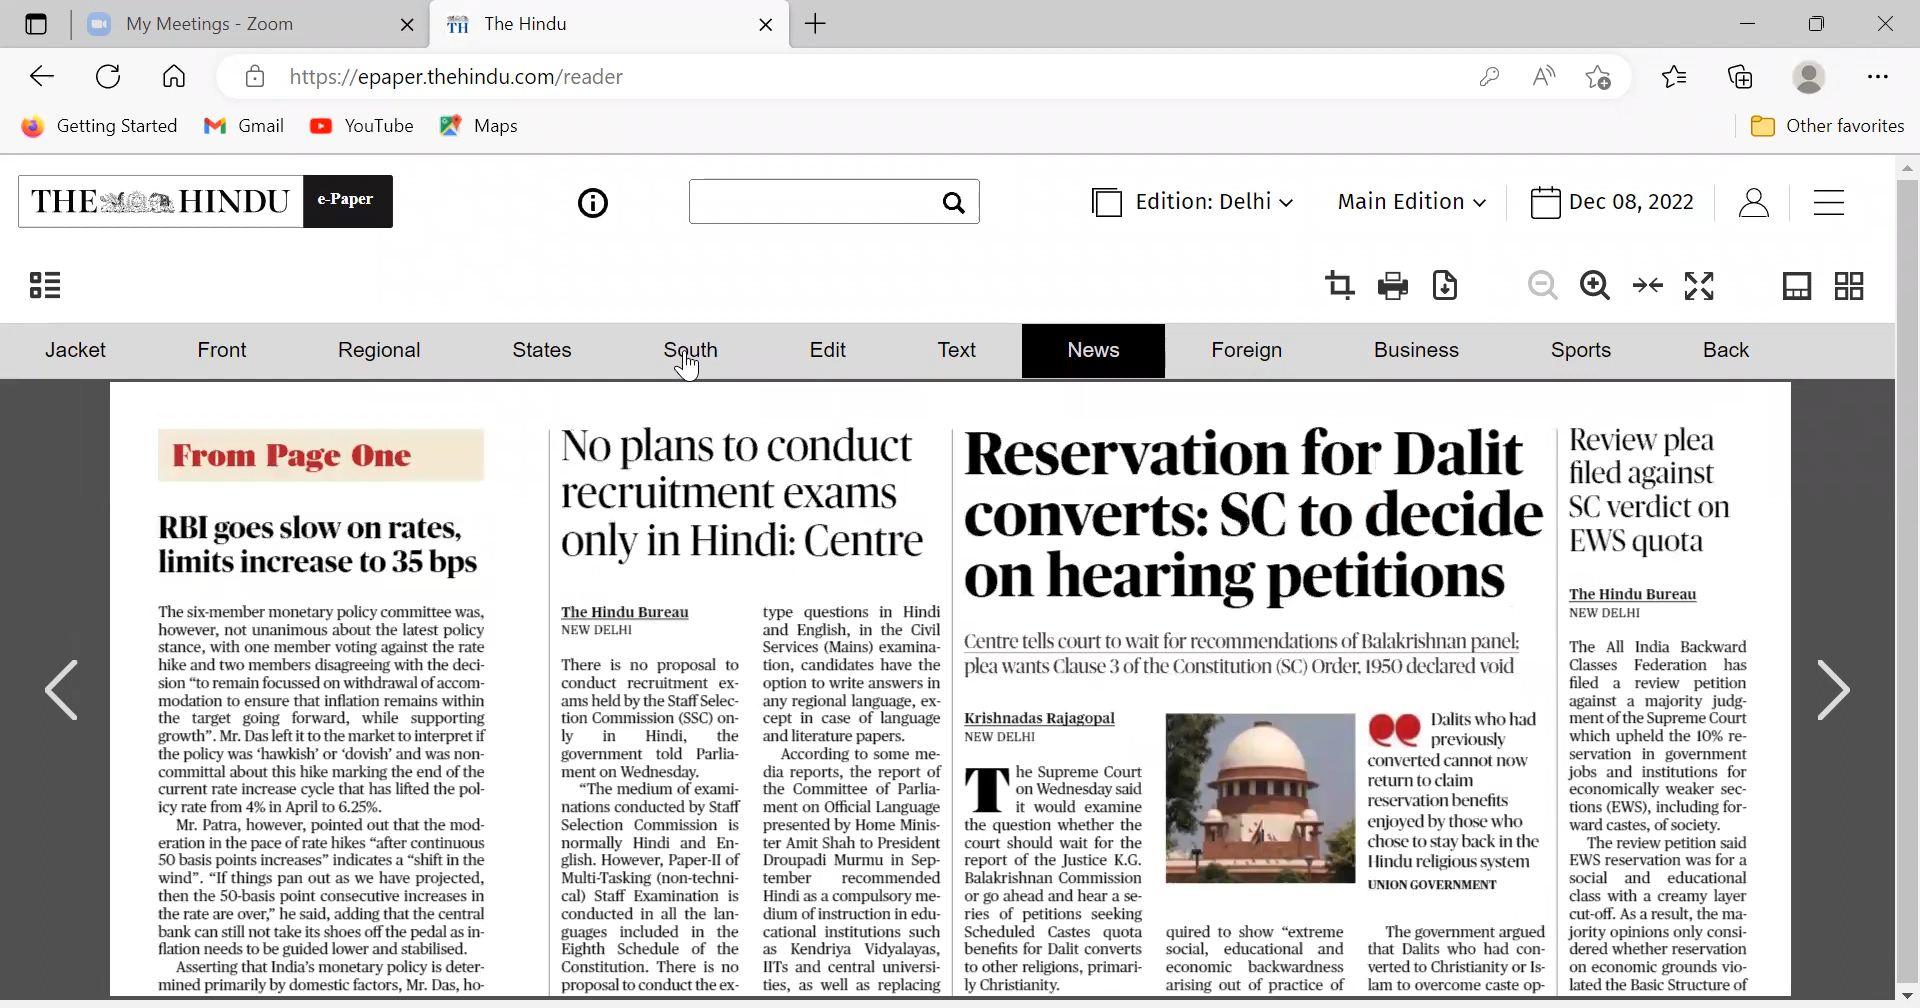 My Meetings - Zoom
The Hindu
https://epaper.thehindu.com/reader
Getting Started
Gmail
YouTube
Maps
Other favorites
THE HINDU
e-Paper
Edition: Delhi
Main Edition
Dec 08, 2022
Jacket
Front
Regional
States
South
Edit
Text
News
Foreign
Business
Sports
Back
From Page One
RBI goes slow on rates,
limits increase to 35 bps
The six-member monetary policy committee was,
however, not unanimous about the latest policy
stance, with one member voting against the rate
hike and two members disagreeing with the deci-
sion “to remain focussed on withdrawal of accom-
modation to ensure that inflation remains within
the target going forward, while supporting
growth”. Mr. Das left it to the market to interpret if
the policy was ‘hawkish’ or ‘dovish’ and was non-
committal about this hike marking the end of the
current rate increase cycle that has lifted the pol-
icy rate from 4% in April to 6.25%.
Mr. Patra, however, pointed out that the mod-
eration in the pace of rate hikes “after continuous
50 basis points increases” indicates a “shift in the
wind”. “If things pan out as we have projected,
then the 50-basis point consecutive increases in
the rate are over,” he said, adding that the central
bank can still not take its shoes off the pedal as in-
flation needs to be guided lower and stabilised.
Asserting that India’s monetary policy is deter-
mined primarily by domestic factors, Mr. Das, ho-
No plans to conduct
recruitment exams
only in Hindi: Centre
The Hindu Bureau
NEW DELHI
There is no proposal to
conduct recruitment ex-
ams held by the Staff Selec-
tion Commission (SSC) on-
ly in Hindi, the
government told Parlia-
ment on Wednesday.
“The medium of exami-
nations conducted by Staff
Selection Commission is
normally Hindi and En-
glish. However, Paper-II of
Multi-Tasking (non-techni-
cal) Staff Examination is
conducted in all the lan-
guages included in the
Eighth Schedule of the
Constitution. There is no
proposal to conduct the ex-
type questions in Hindi
and English, in the Civil
Services (Mains) examina-
tion, candidates have the
option to write answers in
any regional language, ex-
cept in case of language
and literature papers.
According to some me-
dia reports, the report of
the Committee of Parlia-
ment on Official Language
presented by Home Minis-
ter Amit Shah to President
Droupadi Murmu in Sep-
tember recommended
Hindi as a compulsory me-
dium of instruction in edu-
cational institutions such
as Kendriya Vidyalayas,
IITs and central universi-
ties, as well as replacing
Reservation for Dalit
converts: SC to decide
on hearing petitions
Centre tells court to wait for recommendations of Balakrishnan panel;
plea wants Clause 3 of the Constitution (SC) Order, 1950 declared void
Krishnadas Rajagopal
NEW DELHI
The Supreme Court
on Wednesday said
it would examine
the question whether the
court should wait for the
report of the Justice K.G.
Balakrishnan Commission
or go ahead and hear a se-
ries of petitions seeking
Scheduled Castes quota
benefits for Dalit converts
to other religions, primari-
ly Christianity.
quired to show “extreme
social, educational and
economic backwardness
arising out of practice of
Dalits who had
previously
converted cannot now
return to claim
reservation benefits
enjoyed by those who
chose to stay back in the
Hindu religious system
UNION GOVERNMENT
The government argued
that Dalits who had con-
verted to Christianity or Is-
lam to overcome caste op-
Review plea
filed against
SC verdict on
EWS quota
The Hindu Bureau
NEW DELHI
The All India Backward
Classes Federation has
filed a review petition
against a majority judg-
ment of the Supreme Court
which upheld the 10% re-
servation in government
jobs and institutions for
economically weaker sec-
tions (EWS), including for-
ward castes, of society.
The review petition said
EWS reservation was for a
social and educational
class with a creamy layer
cut-off. As a result, the ma-
jority opinions only consi-
dered whether reservation
on economic grounds vio-
lated the Basic Structure of